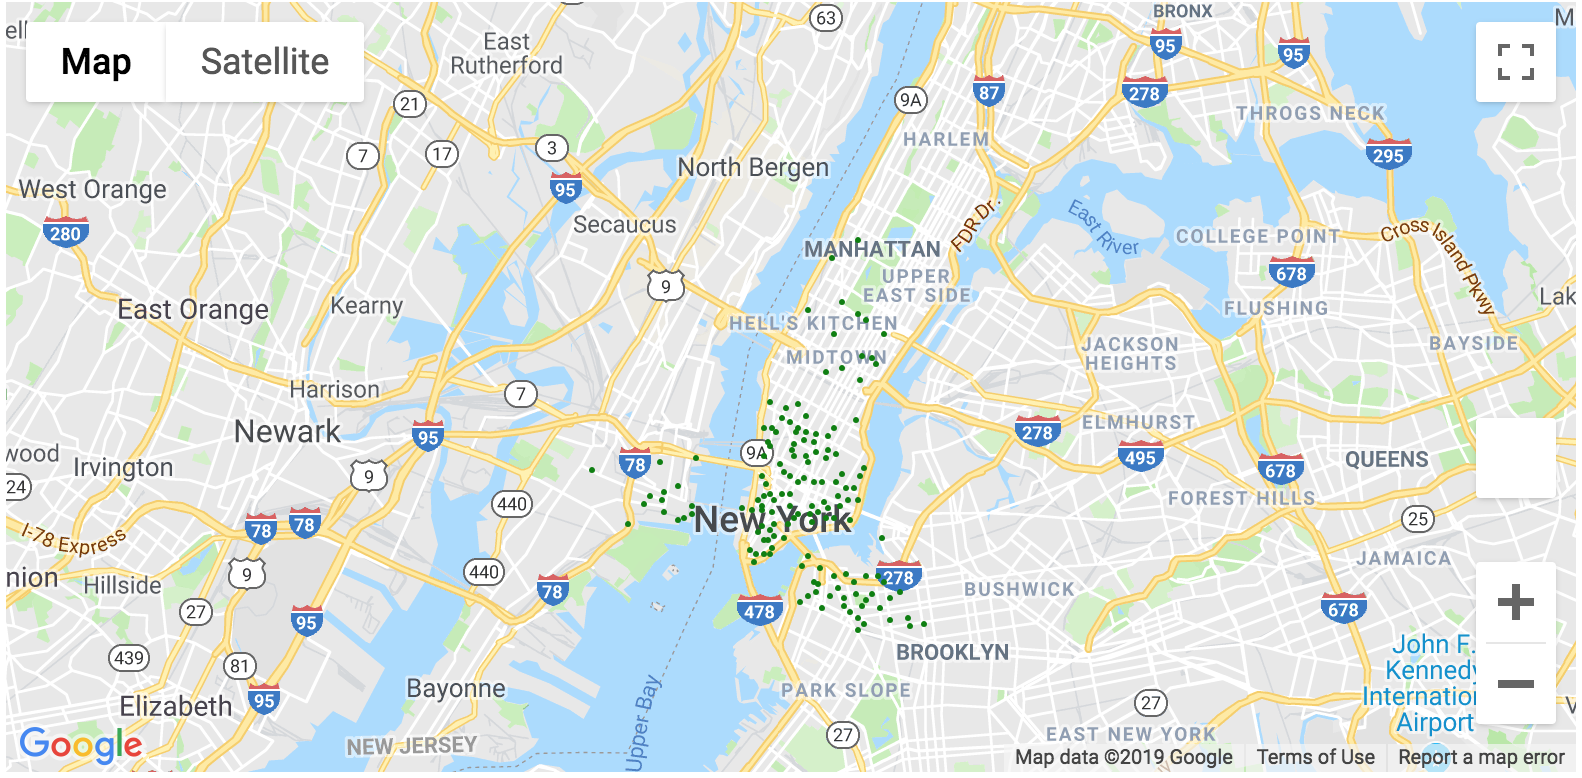 BRONX
63
East
Rutherford
Map
Satellite
95
95
87
278
21
9A
THROGS NECK
HARLEM
3
7
17
295
North Bergen
West Orange
95
FDR Dr.
East River
Secaucus
280
Cross Island Pkwy
COLLEGE POINT
MANHATTAN
UPPER
EAST SIDE
678
9
East Orange
Kearny
FLUSHING
HELL'S KITCHEN
JACKSON
HEIGHTS
BAYSIDE
MIDTOWN
Harrison
7
ELMHURST
Newark
95
278
9A
78
495
678
QUEENS
Irvington
9
24
440
FOREST HILLS
New York
25
I-78 Express
78
78
JAMAICA
Hillside
9
440
278
BUSHWICK
78
27
95
478
678
439
81
BROOKLYN
John F.
Kennedy
Internation
Airport
Bayonne
PARK SLOPE
Elizabeth
95
27
Upper Bay
27
EAST NEW YORK
Google
NEW JERSEY
Map data ©2019 Google
Terms of Use
Report a map error